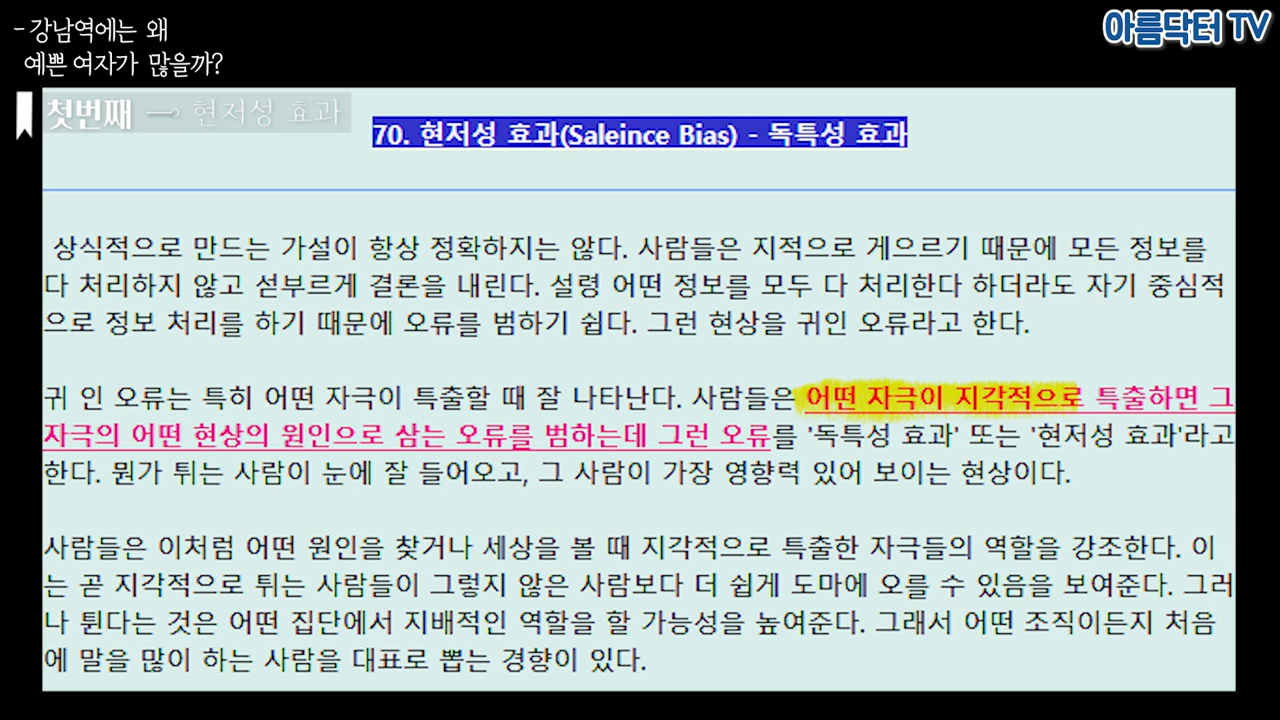 - 강남역에는 왜
예쁜 여자가 많을까?
아름닥터 TV
첫번째 현저성 효과
70. 현저성 효과(Saleince Bias) - 독특성 효과
상식적으로 만드는 가설이 항상 정확하지는 않다. 사람들은 지적으로 게으르기 때문에 모든 정보를
다 처리하지 않고 섣부르게 결론을 내린다. 설령 어떤 정보를 모두 다 처리한다 하더라도 자기 중심적
으로 정보 처리를 하기 때문에 오류를 범하기 쉽다. 그런 현상을 귀인 오류라고 한다.
귀 인 오류는 특히 어떤 자극이 특출할 때 잘 나타난다. 사람들은 어떤 자극이 지각적으로 특출하면 그
자극의 어떤 현상의 원인으로 삼는 오류를 범하는데 그런 오류를 '독특성 효과' 또는 '현저성 효과'라고
한다. 뭔가 튀는 사람이 눈에 잘 들어오고, 그 사람이 가장 영향력 있어 보이는 현상이다.
사람들은 이처럼 어떤 원인을 찾거나 세상을 볼 때 지각적으로 특출한 자극들의 역할을 강조한다. 이
는 곧 지각적으로 튀는 사람들이 그렇지 않은 사람보다 더 쉽게 도마에 오를 수 있음을 보여준다. 그러
나 튄다는 것은 어떤 집단에서 지배적인 역할을 할 가능성을 높여준다. 그래서 어떤 조직이든지 처음
에 말을 많이 하는 사람을 대표로 뽑는 경향이 있다.